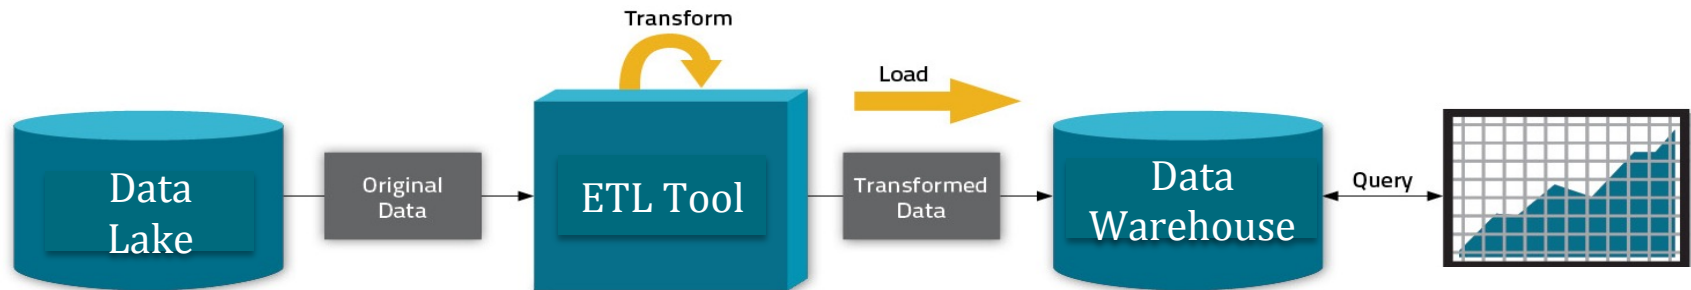 Transform
Load
Data
Lake
Original
Data
ETL Tool
Transformed
Data
Data
Warehouse
Query